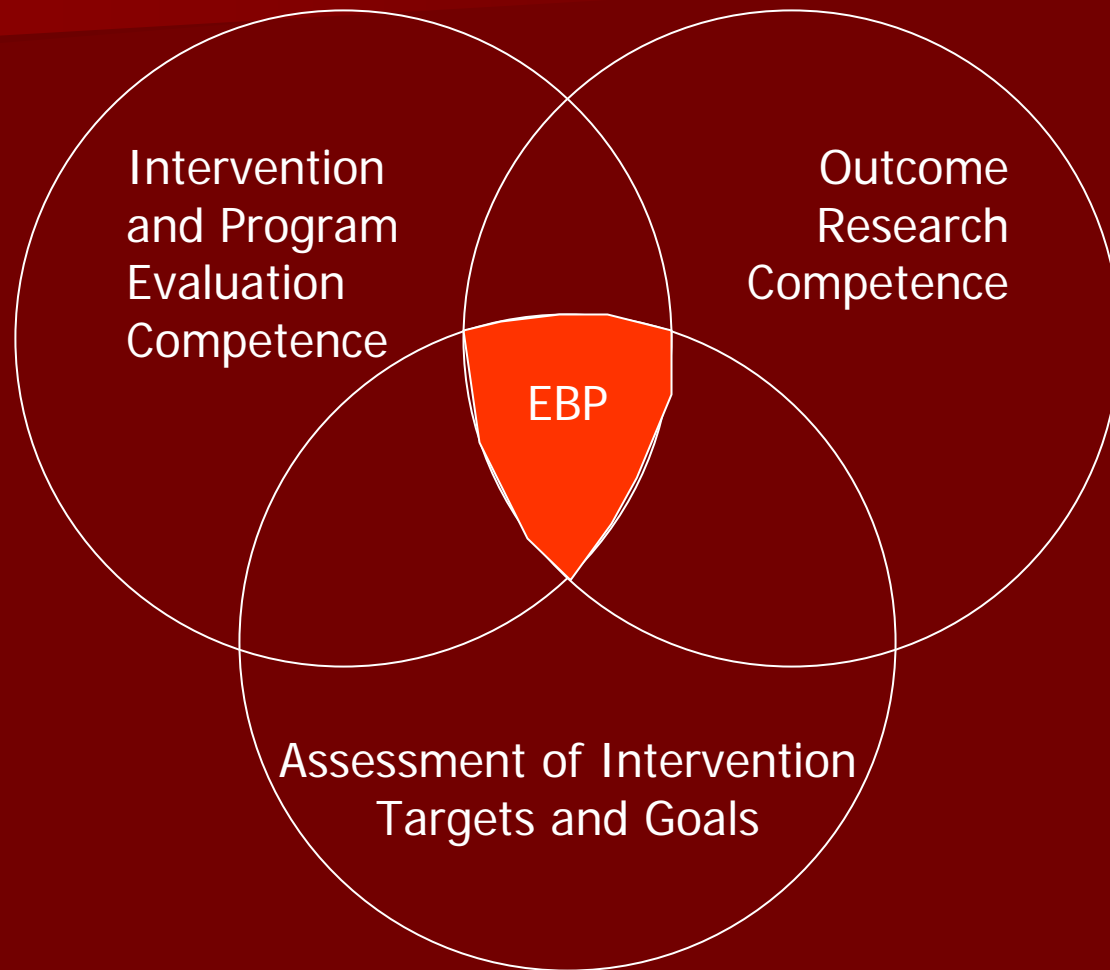 Intervention
and Program
Evaluation
Competence
Outcome
Research
Competence
EBP
Assessment of Intervention
Targets and Goals